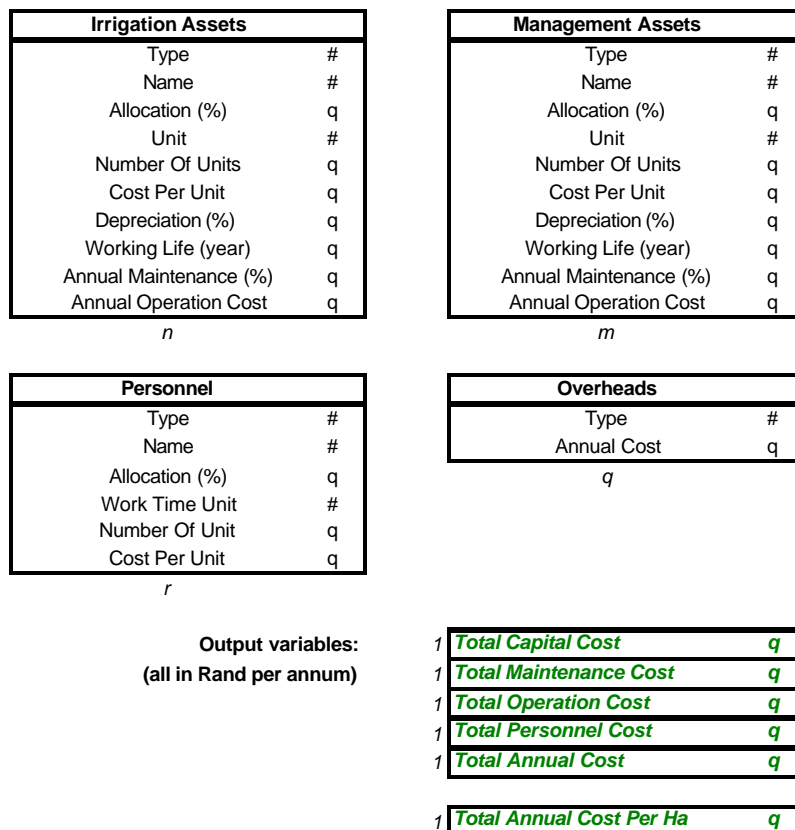 Irrigation Assets
Type #
Name #
Allocation (%) q
Unit #
Number Of Units q
Cost Per Unit q
Depreciation (%) q
Working Life (year) q
Annual Maintenance (%) q
Annual Operation Cost q
n
Management Assets
Type #
Name #
Allocation (%) q
Unit #
Number Of Units q
Cost Per Unit q
Depreciation (%) q
Working Life (year) q
Annual Maintenance (%) q
Annual Operation Cost q
m
Personnel
Type #
Name #
Allocation (%) q
Work Time Unit #
Number Of Unit q
Cost Per Unit q
r
Overheads
Type #
Annual Cost q
q
Output variables:
(all in Rand per annum)
1 Total Capital Cost q
1 Total Maintenance Cost q
1 Total Operation Cost q
1 Total Personnel Cost q
1 Total Annual Cost q
1 Total Annual Cost Per Ha q